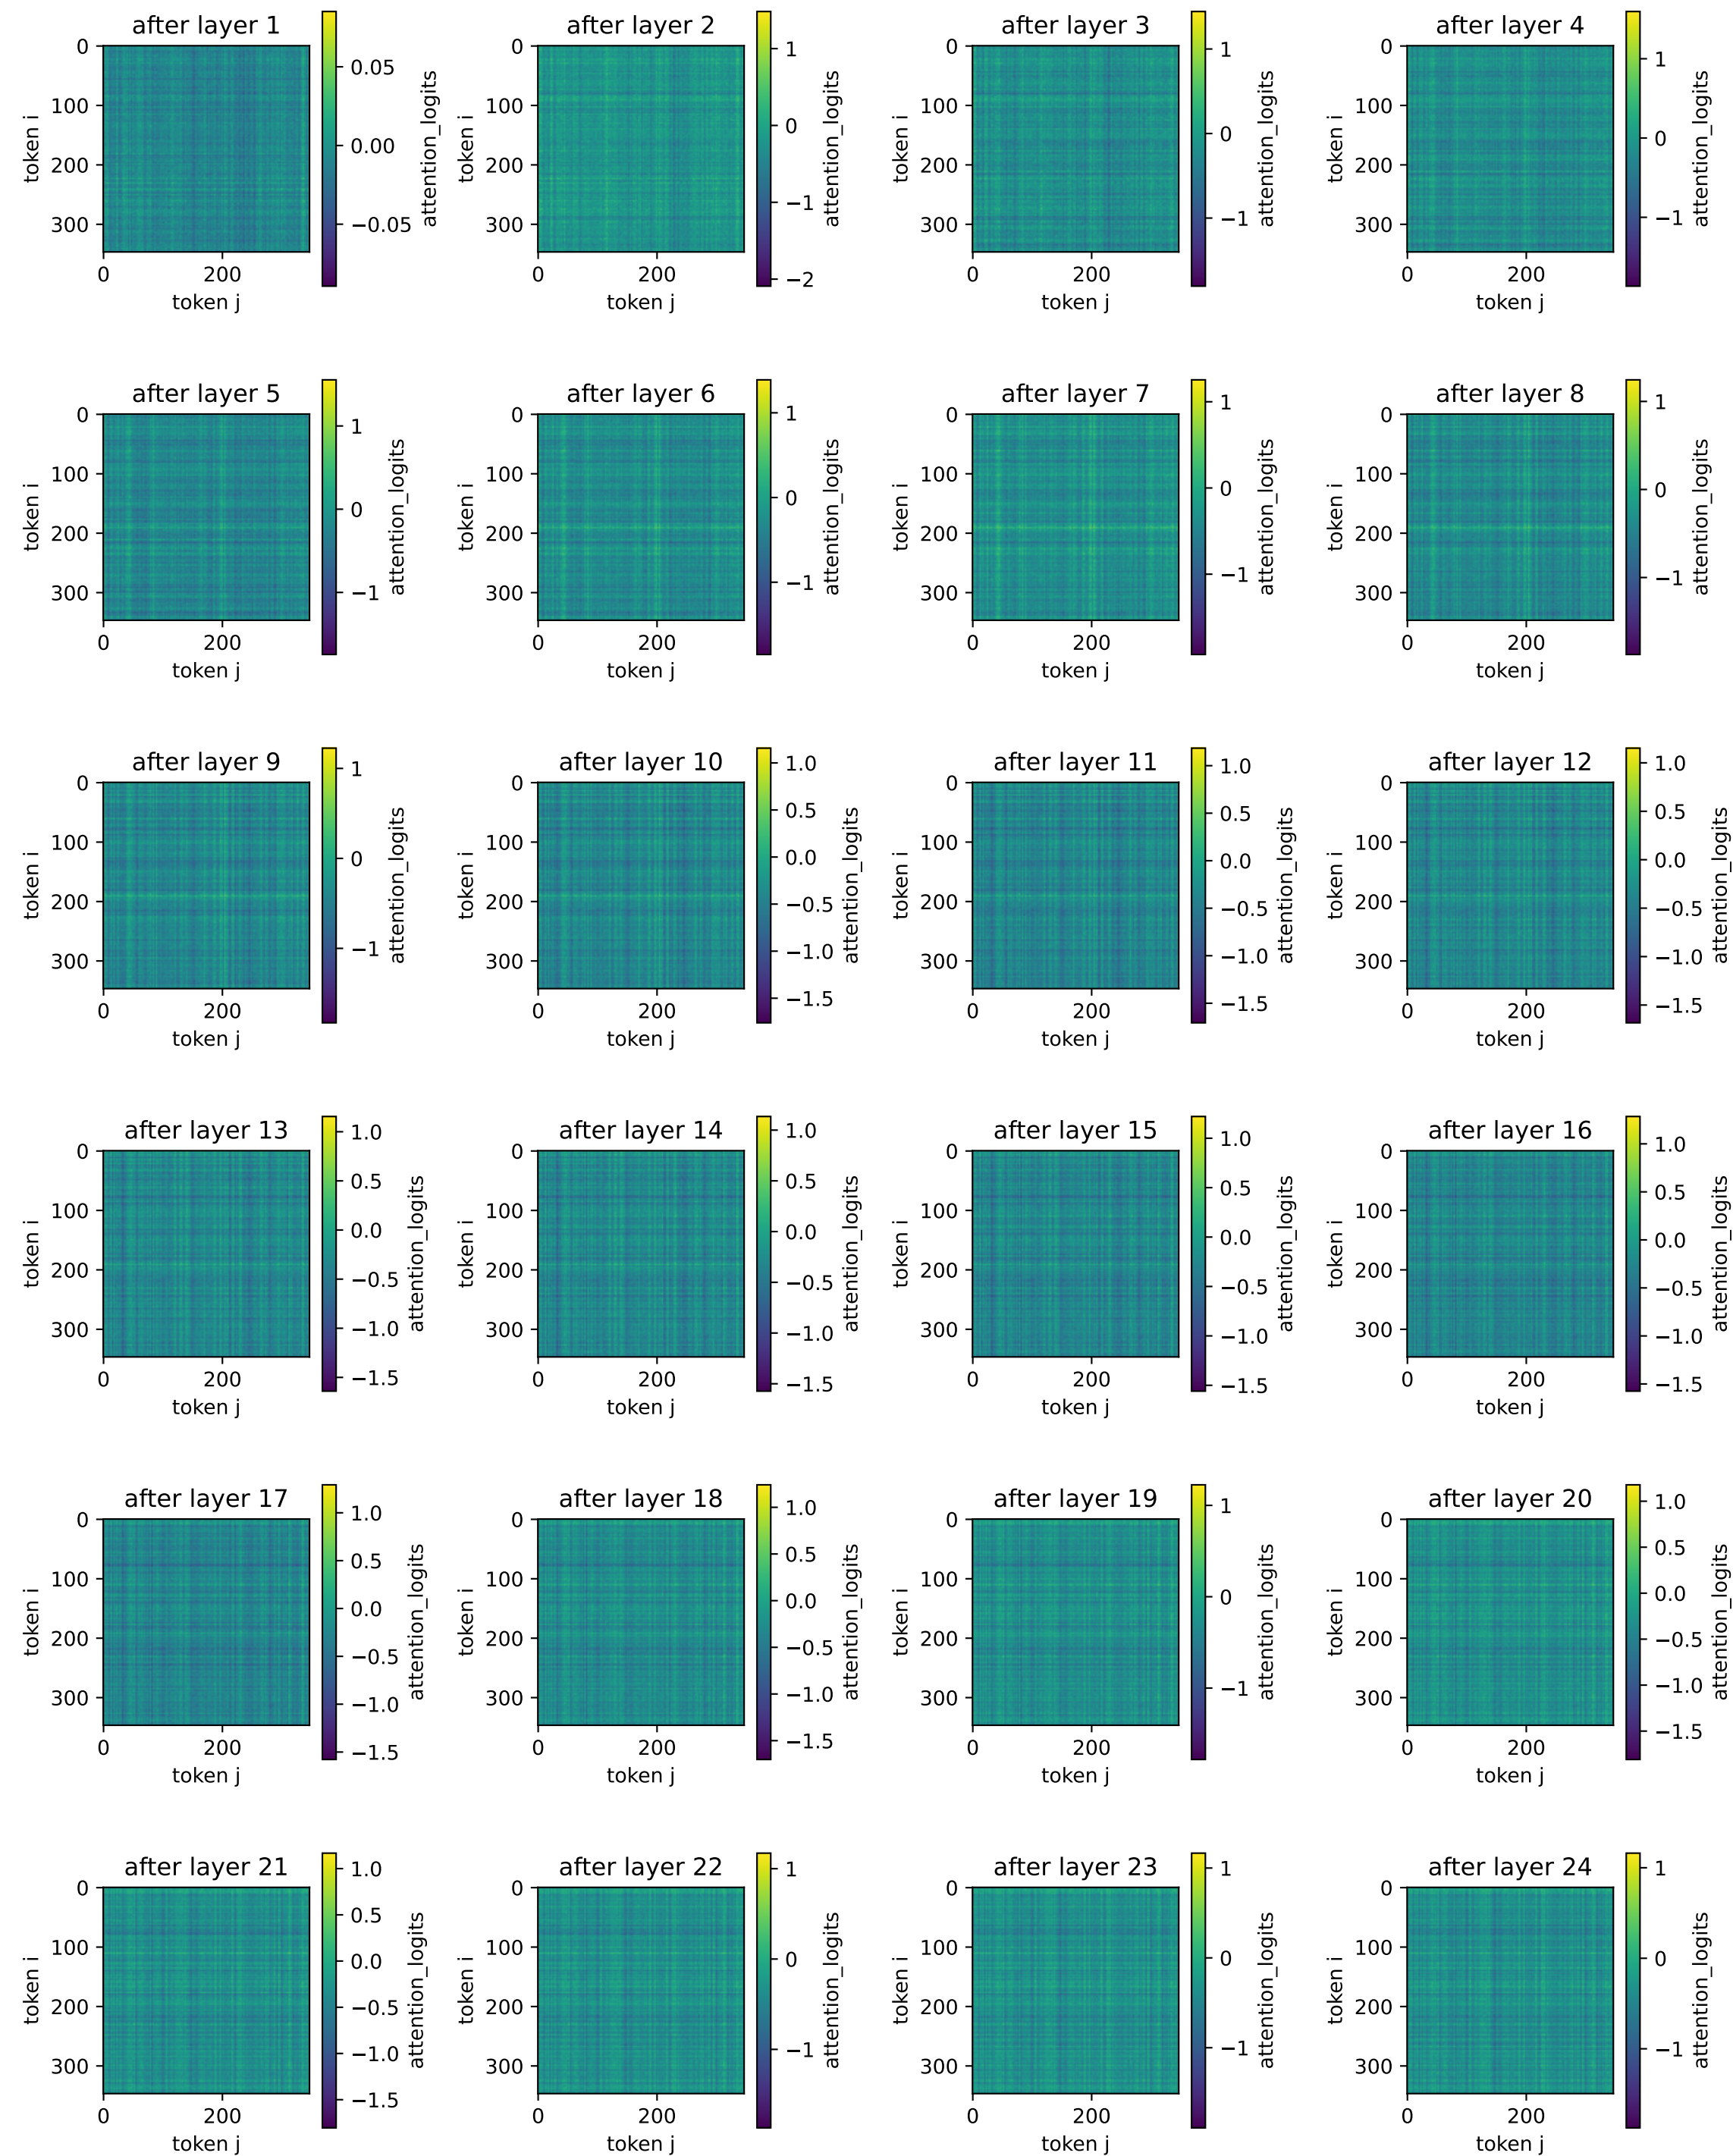 after layer 1
0
100
200
300
token i
0
200
token j
0.05
0.00
−0.05
attention_logits
after layer 2
0
100
200
300
token i
0
200
token j
1
0
−1
−2
attention_logits
after layer 3
0
100
200
300
token i
0
200
token j
1
0
−1
attention_logits
after layer 4
0
100
200
300
token i
0
200
token j
1
0
−1
attention_logits
after layer 5
0
100
200
300
token i
0
200
token j
1
0
−1
attention_logits
after layer 6
0
100
200
300
token i
0
200
token j
1
0
−1
attention_logits
after layer 7
0
100
200
300
token i
0
200
token j
1
0
−1
attention_logits
after layer 8
0
100
200
300
token i
0
200
token j
1
0
−1
attention_logits
after layer 9
0
100
200
300
token i
0
200
token j
1
0
−1
attention_logits
after layer 10
0
100
200
300
token i
0
200
token j
1.0
0.5
0.0
−0.5
−1.0
−1.5
attention_logits
after layer 11
0
100
200
300
token i
0
200
token j
1.0
0.5
0.0
−0.5
−1.0
−1.5
attention_logits
after layer 12
0
100
200
300
token i
0
200
token j
1.0
0.5
0.0
−0.5
−1.0
−1.5
attention_logits
after layer 13
0
100
200
300
token i
0
200
token j
1.0
0.5
0.0
−0.5
−1.0
−1.5
attention_logits
after layer 14
0
100
200
300
token i
0
200
token j
1.0
0.5
0.0
−0.5
−1.0
−1.5
attention_logits
after layer 15
0
100
200
300
token i
0
200
token j
1.0
0.5
0.0
−0.5
−1.0
−1.5
attention_logits
after layer 16
0
100
200
300
token i
0
200
token j
1.0
0.5
0.0
−0.5
−1.0
−1.5
attention_logits
after layer 17
0
100
200
300
token i
0
200
token j
1.0
0.5
0.0
−0.5
−1.0
−1.5
attention_logits
after layer 18
0
100
200
300
token i
0
200
token j
1.0
0.5
0.0
−0.5
−1.0
−1.5
attention_logits
after layer 19
0
100
200
300
token i
0
200
token j
1
0
−1
attention_logits
after layer 20
0
100
200
300
token i
0
200
token j
1.0
0.5
0.0
−0.5
−1.0
−1.5
attention_logits
after layer 21
0
100
200
300
token i
0
200
token j
1.0
0.5
0.0
−0.5
−1.0
−1.5
attention_logits
after layer 22
0
100
200
300
token i
0
200
token j
1
0
−1
attention_logits
after layer 23
0
100
200
300
token i
0
200
token j
1
0
−1
attention_logits
after layer 24
0
100
200
300
token i
0
200
token j
1
0
−1
attention_logits